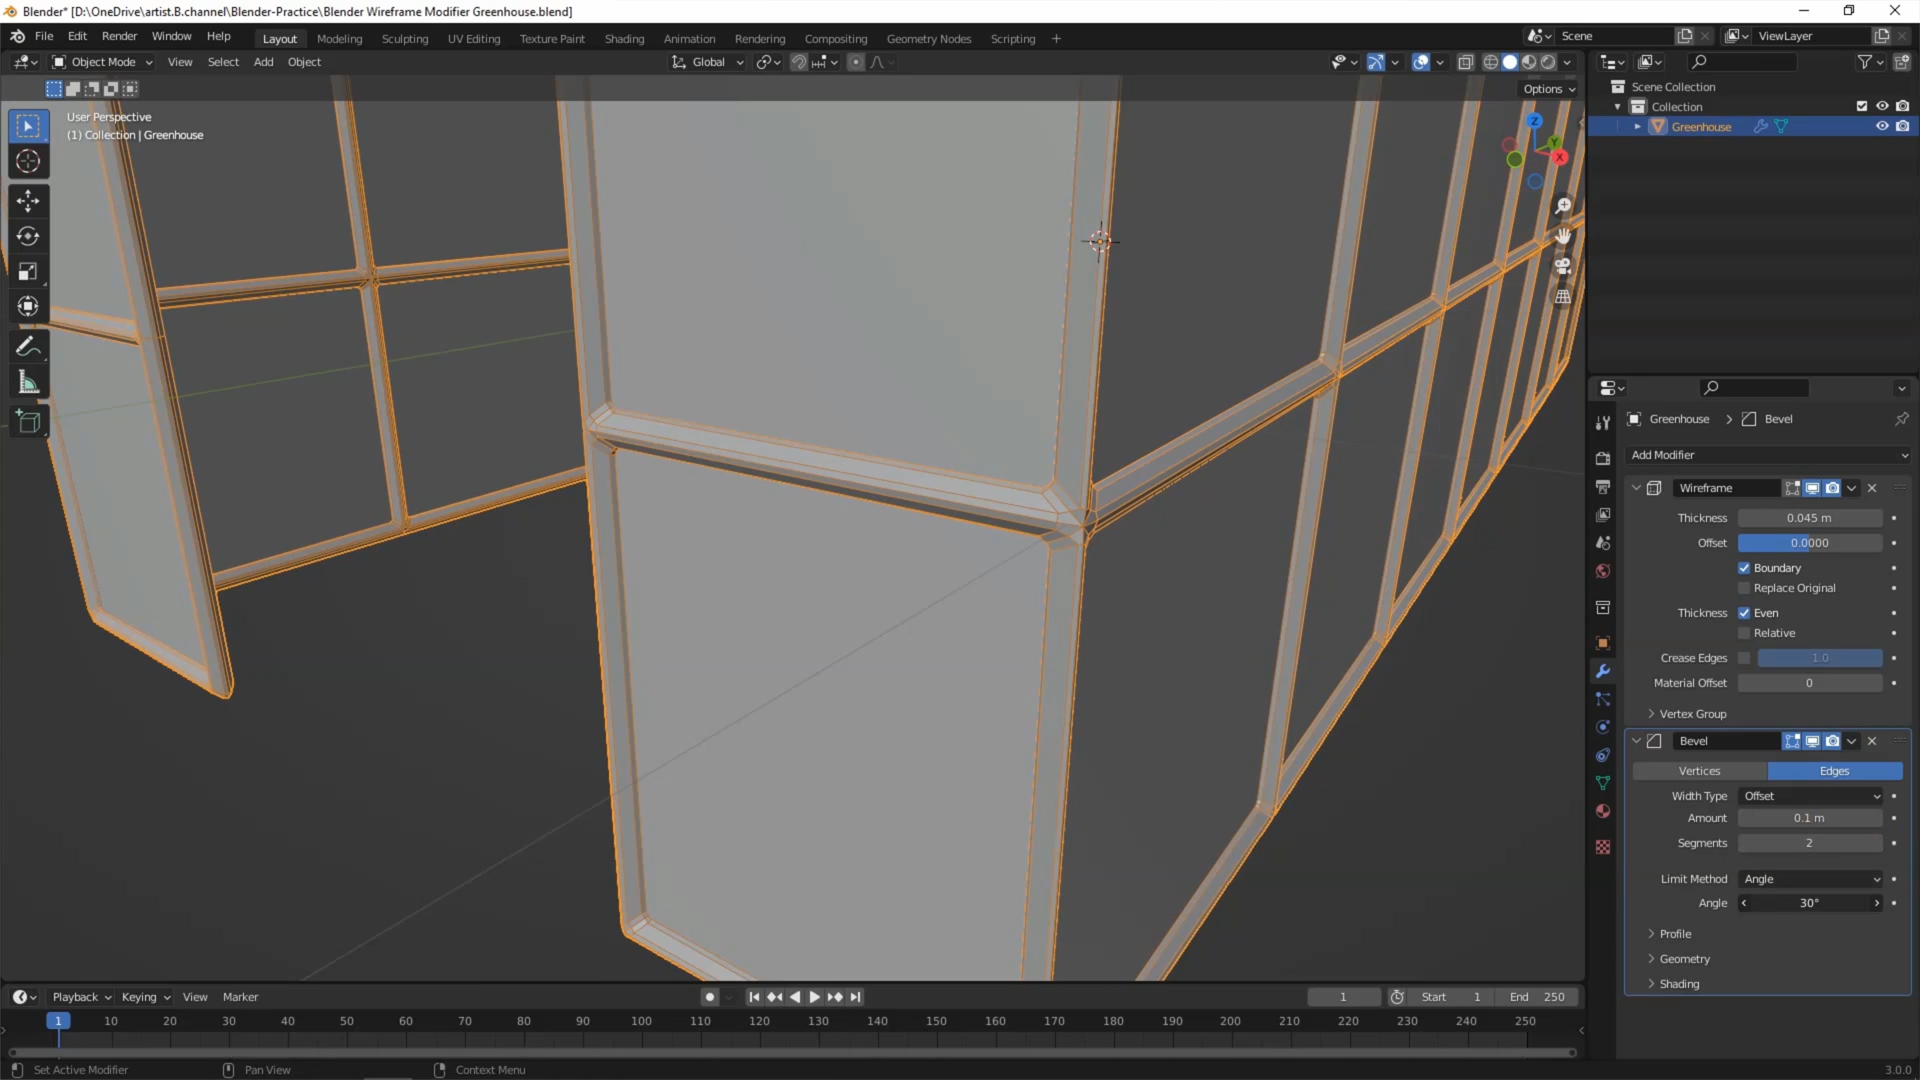 Blender* [D:\OneDrive\artist.B.channel\Blender-Practice\Blender Wireframe Modifier Greenhouse.blend]
File Edit Render Window Help Layout Modeling Sculpting UV Editing Texture Paint Shading Animation Rendering Compositing Geometry Nodes Scripting + Scene ViewLayer
Object Mode View Select Add Object Global
Options
User Perspective
(1) Collection | Greenhouse
Z
Y
X
Scene Collection
Collection
Greenhouse
Greenhouse > Bevel
Add Modifier
Wireframe
Thickness 0.045 m
Offset 0.0000
Boundary
Replace Original
Thickness Even
Relative
Crease Edges 1.0
Material Offset 0
Vertex Group
Bevel
Vertices Edges
Width Type Offset
Amount 0.1 m
Segments 2
Limit Method Angle
Angle 30°
Profile
Geometry
Shading
Playback Keying View Marker 1 Start 1 End 250
1 10 20 30 40 50 60 70 80 90 100 110 120 130 140 150 160 170 180 190 200 210 220 230 240 250
Set Active Modifier Pan View Context Menu 3.0.0